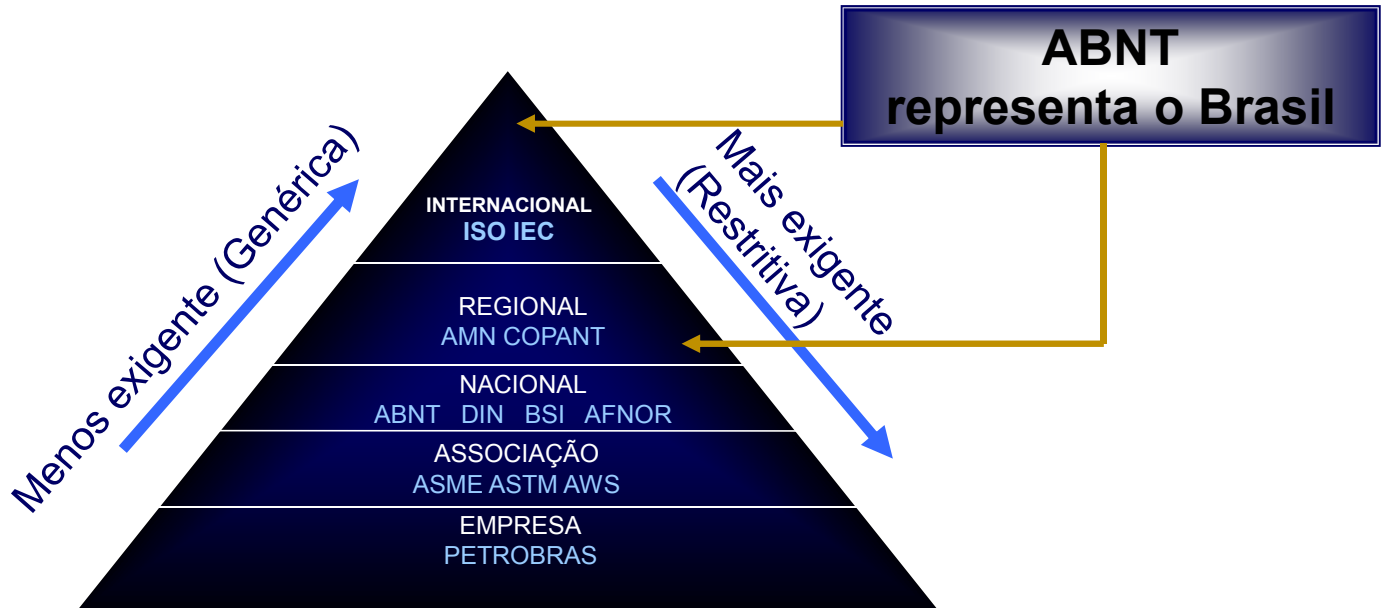 ABNT
representa o Brasil
Menos exigente (Genérica)
Mais exigente
(Restritiva)
INTERNACIONAL
ISO IEC
REGIONAL
AMN COPANT
NACIONAL
ABNT DIN BSI AFNOR
ASSOCIAÇÃO
ASME ASTM AWS
EMPRESA
PETROBRAS